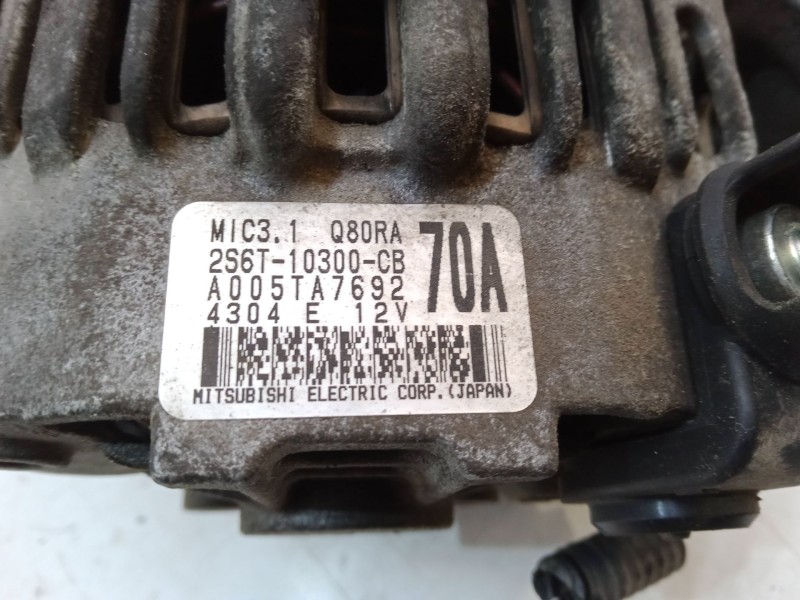 MIC3.1 Q80RA 70A
2S6T-10300-CB
A005TA7692
4304 E 12V
MITSUBISHI ELECTRIC CORP.(JAPAN)